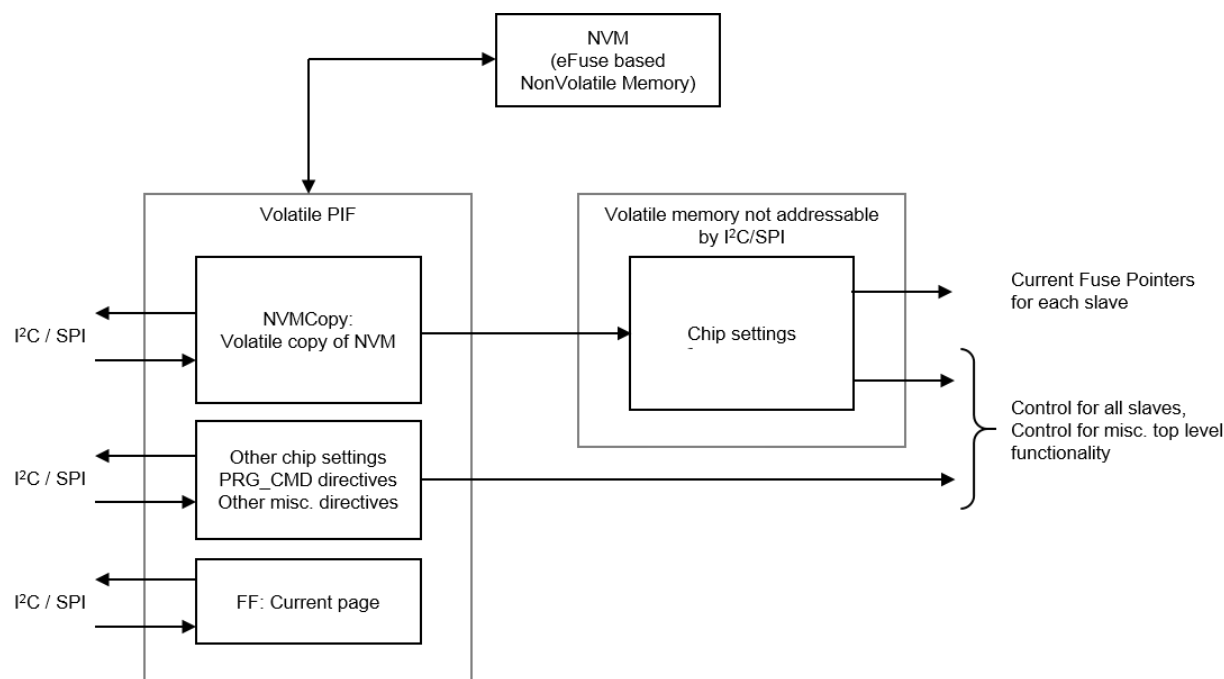 NVM
(eFuse based
NonVolatile Memory)
Volatile PIF
Volatile memory not addressable
by I²C/SPI
NVMCopy:
Volatile copy of NVM
I²C / SPI
Chip settings
Current Fuse Pointers
for each slave
Other chip settings
PRG_CMD directives
Other misc. directives
I²C / SPI
Control for all slaves,
Control for misc. top level
functionality
FF: Current page
I²C / SPI